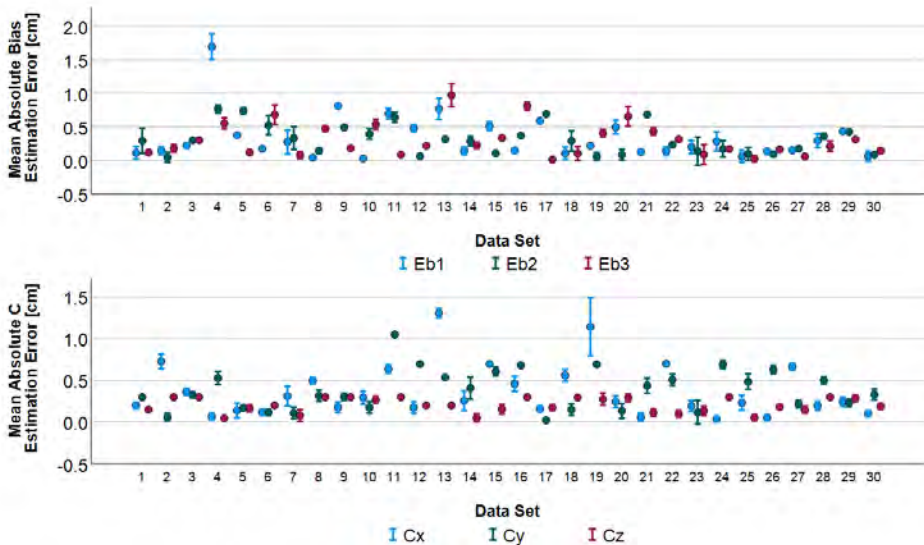 Mean Absolute Bias
Estimation Error [cm]
2.0
1.5
1.0
0.5
0.0
-0.5
1 2 3 4 5 6 7 8 9 10 11 12 13 14 15 16 17 18 19 20 21 22 23 24 25 26 27 28 29 30
Data Set
Eb1 Eb2 Eb3
Mean Absolute C
Estimation Error [cm]
1.5
1.0
0.5
0.0
-0.5
1 2 3 4 5 6 7 8 9 10 11 12 13 14 15 16 17 18 19 20 21 22 23 24 25 26 27 28 29 30
Data Set
Cx Cy Cz